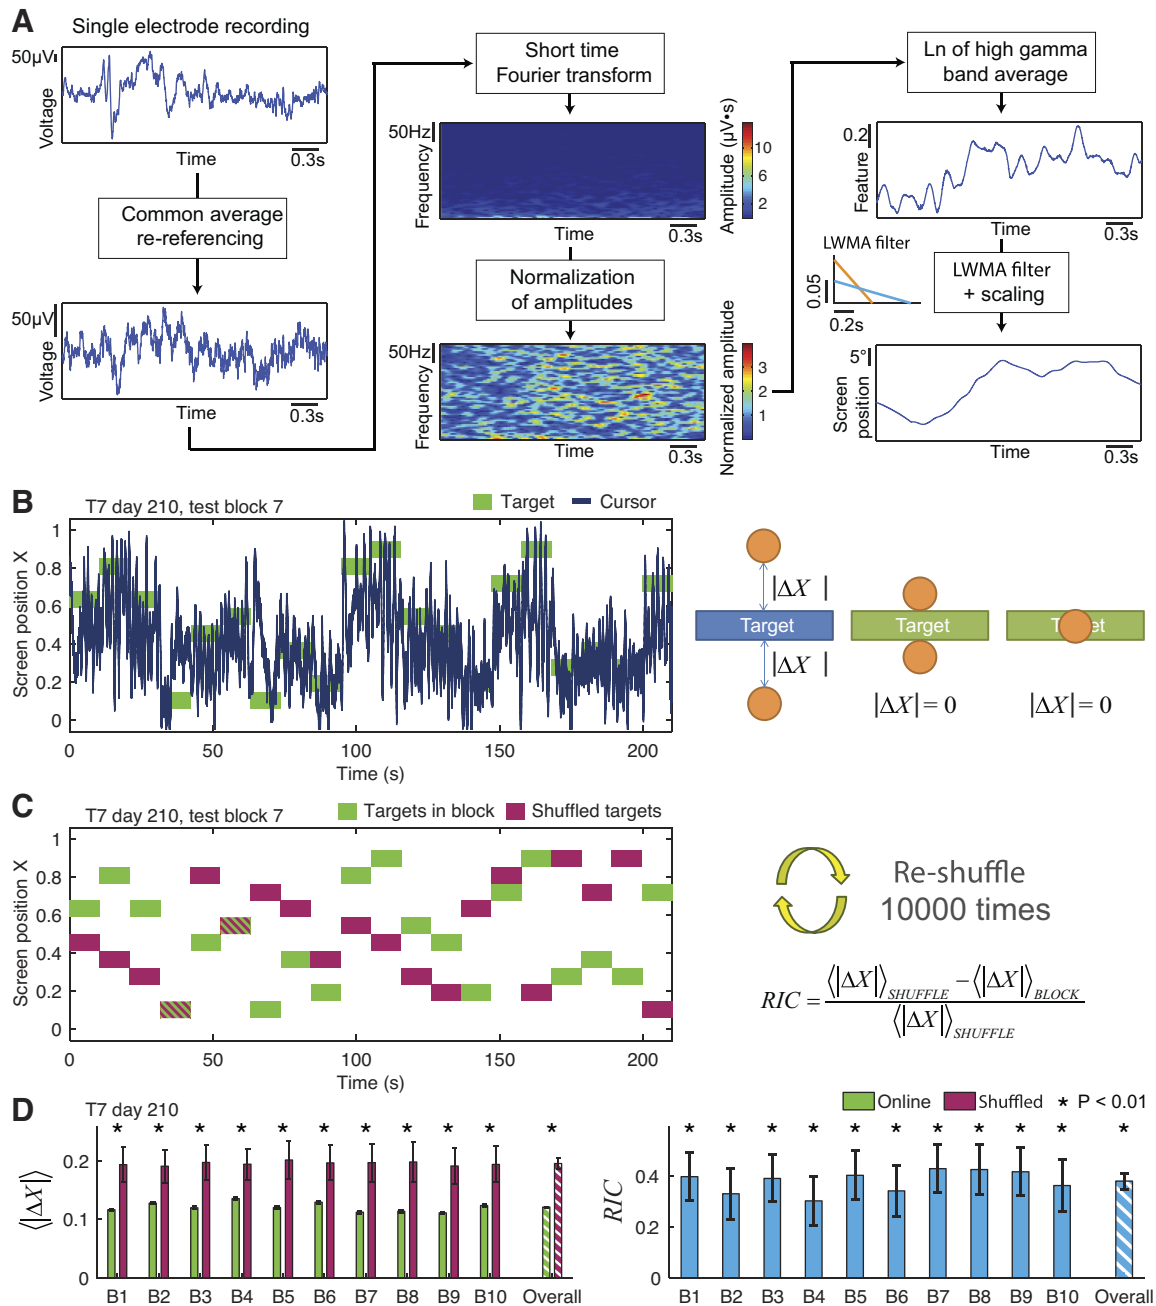 A
Single electrode recording
50μV
Voltage
Time
0.3s
Common average
re-referencing
50μV
Voltage
Time
0.3s
Short time
Fourier transform
50Hz
Frequency
Time
0.3s
Amplitude (μV•s)
10
6
2
Normalization
of amplitudes
50Hz
Frequency
Time
0.3s
Normalized amplitude
3
2
1
Ln of high gamma
band average
0.2
Feature
Time
0.3s
LWMA filter
0.05
0.2s
LWMA filter
+ scaling
5°
Screen
position
Time
0.3s
B
T7 day 210, test block 7
Target
Cursor
Screen position X
1
0.8
0.6
0.4
0.2
0
0 50 100 150 200
Time (s)
|ΔX |
Target
|ΔX |
Target
|ΔX| = 0
|ΔX| = 0
C
T7 day 210, test block 7
Targets in block
Shuffled targets
Screen position X
1
0.8
0.6
0.4
0.2
0
0 50 100 150 200
Time (s)
Re-shuffle
10000 times
RIC = (⟨|ΔX|⟩SHUFFLE − ⟨|ΔX|⟩BLOCK) / ⟨|ΔX|⟩SHUFFLE
D
T7 day 210
Online
Shuffled
* P < 0.01
* * * * * * * * * * *
⟨|ΔX|⟩
0.2
0.1
0
B1 B2 B3 B4 B5 B6 B7 B8 B9 B10 Overall
* * * * * * * * * * *
RIC
0.4
0.2
0
B1 B2 B3 B4 B5 B6 B7 B8 B9 B10 Overall